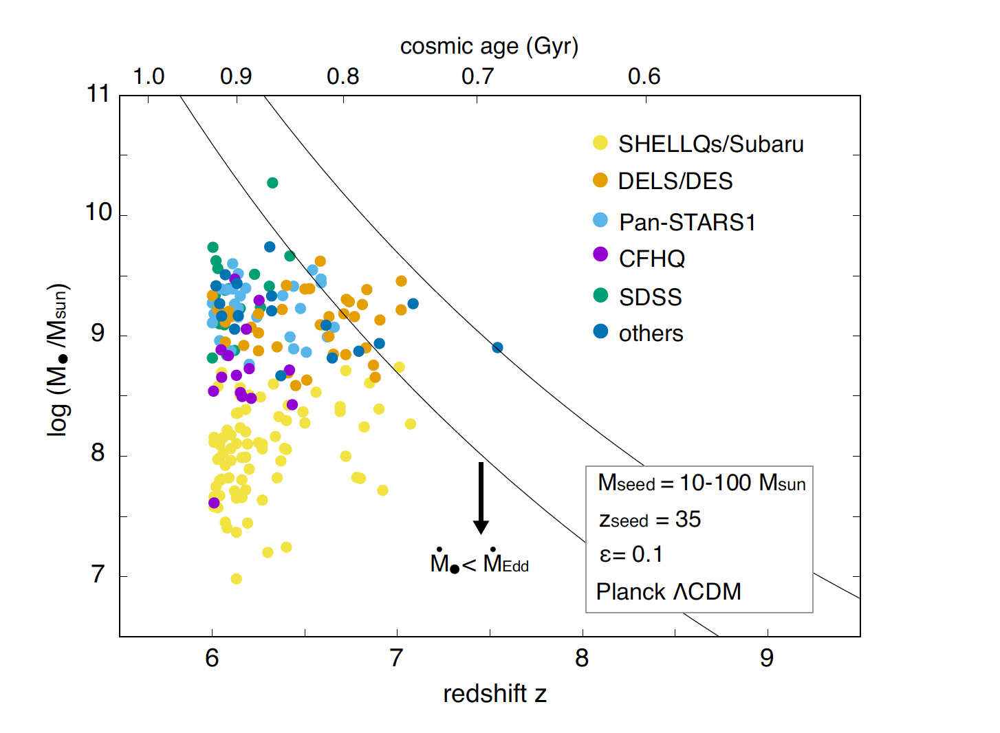 cosmic age (Gyr)
1.0 0.9 0.8 0.7 0.6
11
10
9
8
7
log (M● /Msun)
SHELLQs/Subaru
DELS/DES
Pan-STARS1
CFHQ
SDSS
others
Mseed = 10-100 Msun
zseed = 35
ε= 0.1
Planck ΛCDM
Ṁ●< ṀEdd
6 7 8 9
redshift z